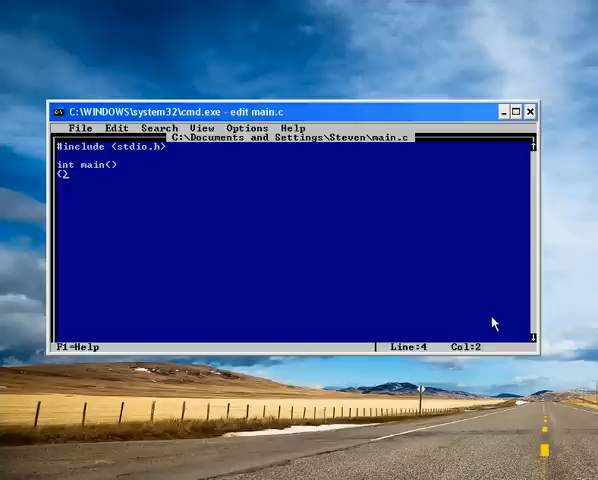 C:\WINDOWS\system32\cmd.exe - edit main.c
File Edit Search View Options Help
C:\Documents and Settings\Steven\main.c
#include <stdio.h>
int main()
{}
F1=Help Line:4 Col:2